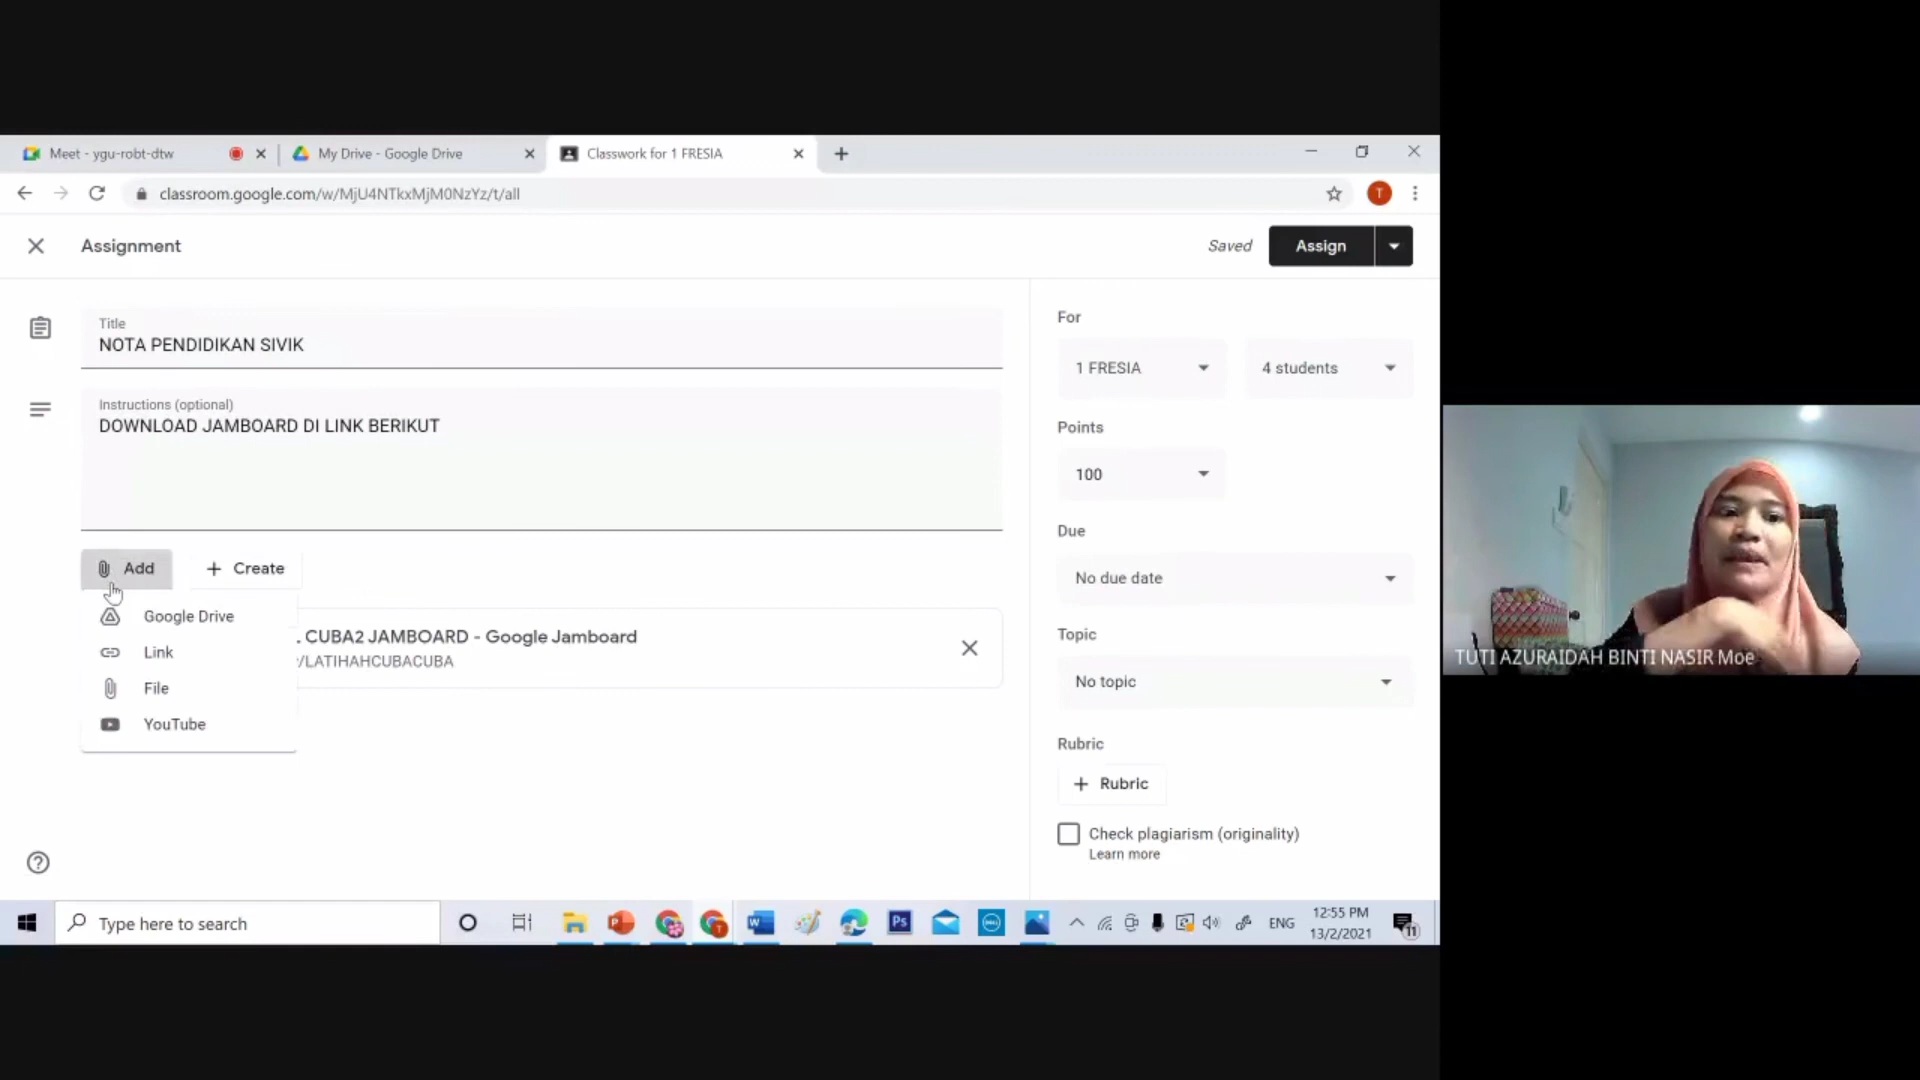 Meet - ygu-robt-dtw
My Drive - Google Drive
Classwork for 1 FRESIA
classroom.google.com/w/MjU4NTkxMjM0NzYz/t/all
T
Assignment
Saved
Assign
Title
NOTA PENDIDIKAN SIVIK
Instructions (optional)
DOWNLOAD JAMBOARD DI LINK BERIKUT
Add
Create
Google Drive
Link
File
YouTube
. CUBA2 JAMBOARD - Google Jamboard
/LATIHAHCUBACUBA
For
1 FRESIA
4 students
Points
100
Due
No due date
Topic
No topic
Rubric
Rubric
Check plagiarism (originality)
Learn more
TUTI AZURAIDAH BINTI NASIR Moe
Type here to search
P
T
W
Ps
DELL
ENG
12:55 PM
13/2/2021
11